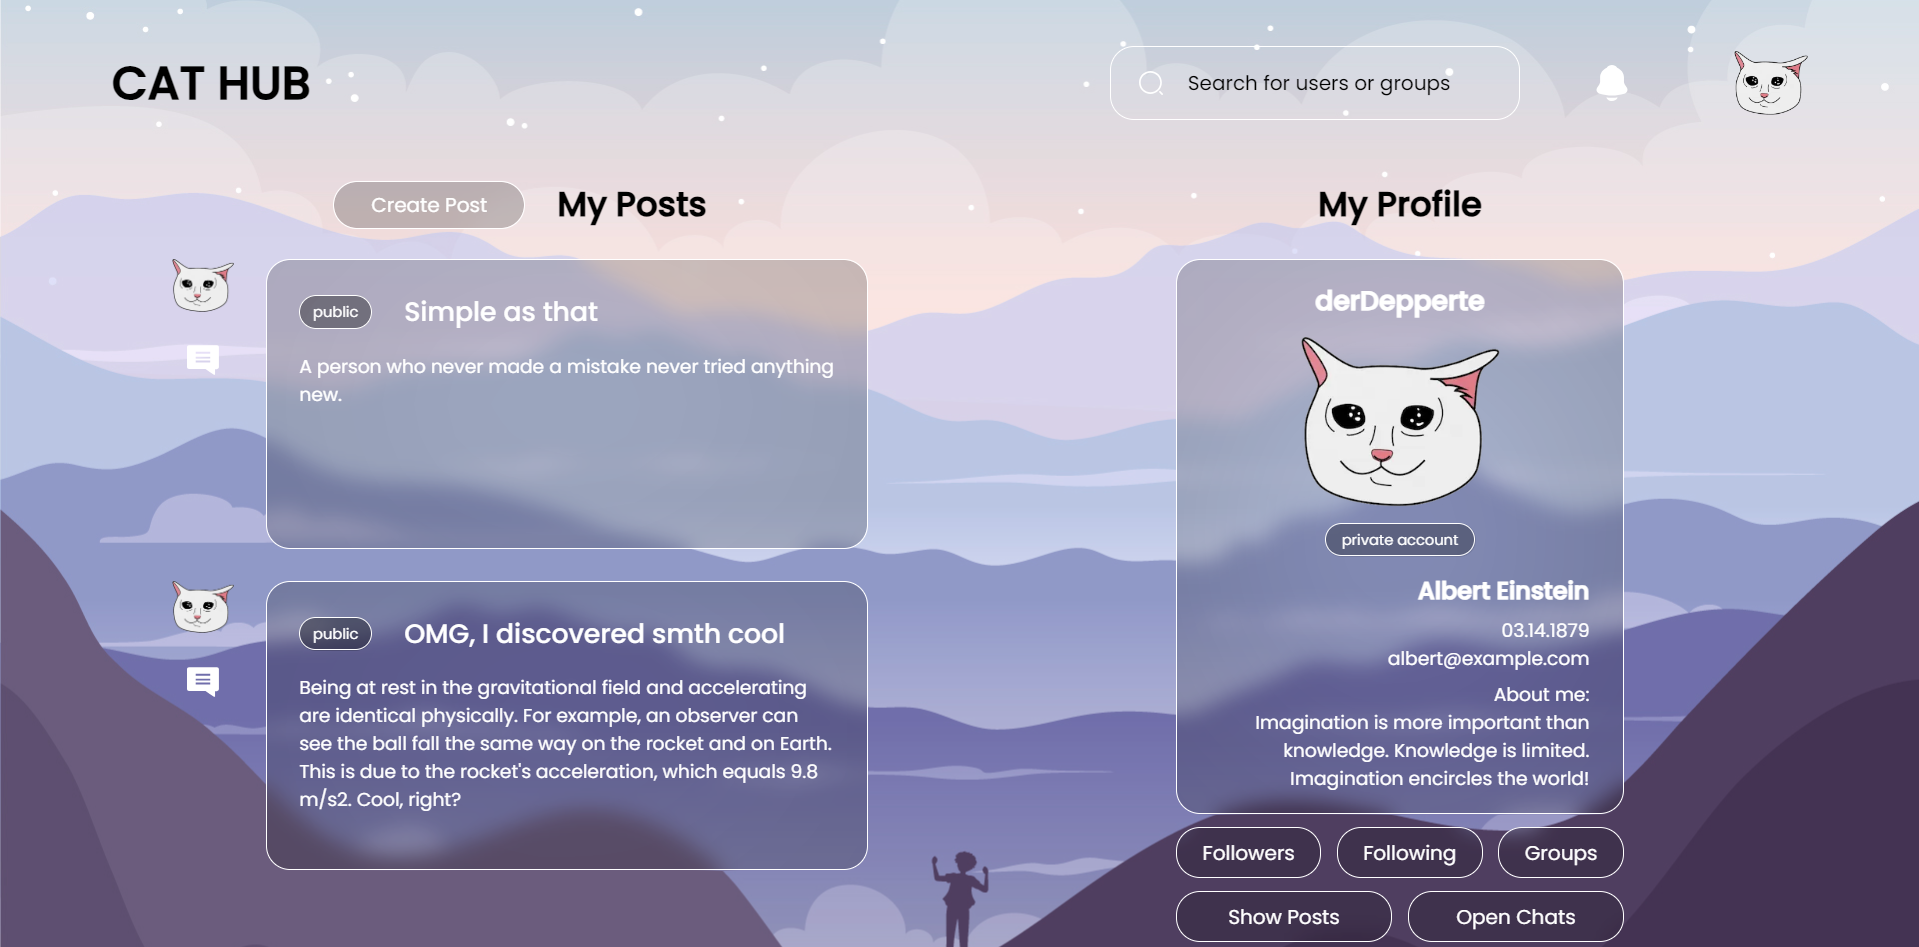 CAT HUB
Search for users or groups
Create Post
My Posts
public
Simple as that
A person who never made a mistake never tried anything
new.
public
OMG, I discovered smth cool
Being at rest in the gravitational field and accelerating
are identical physically. For example, an observer can
see the ball fall the same way on the rocket and on Earth.
This is due to the rocket's acceleration, which equals 9.8
m/s2. Cool, right?
My Profile
derDepperte
private account
Albert Einstein
03.14.1879
albert@example.com
About me:
Imagination is more important than
knowledge. Knowledge is limited.
Imagination encircles the world!
Followers
Following
Groups
Show Posts
Open Chats